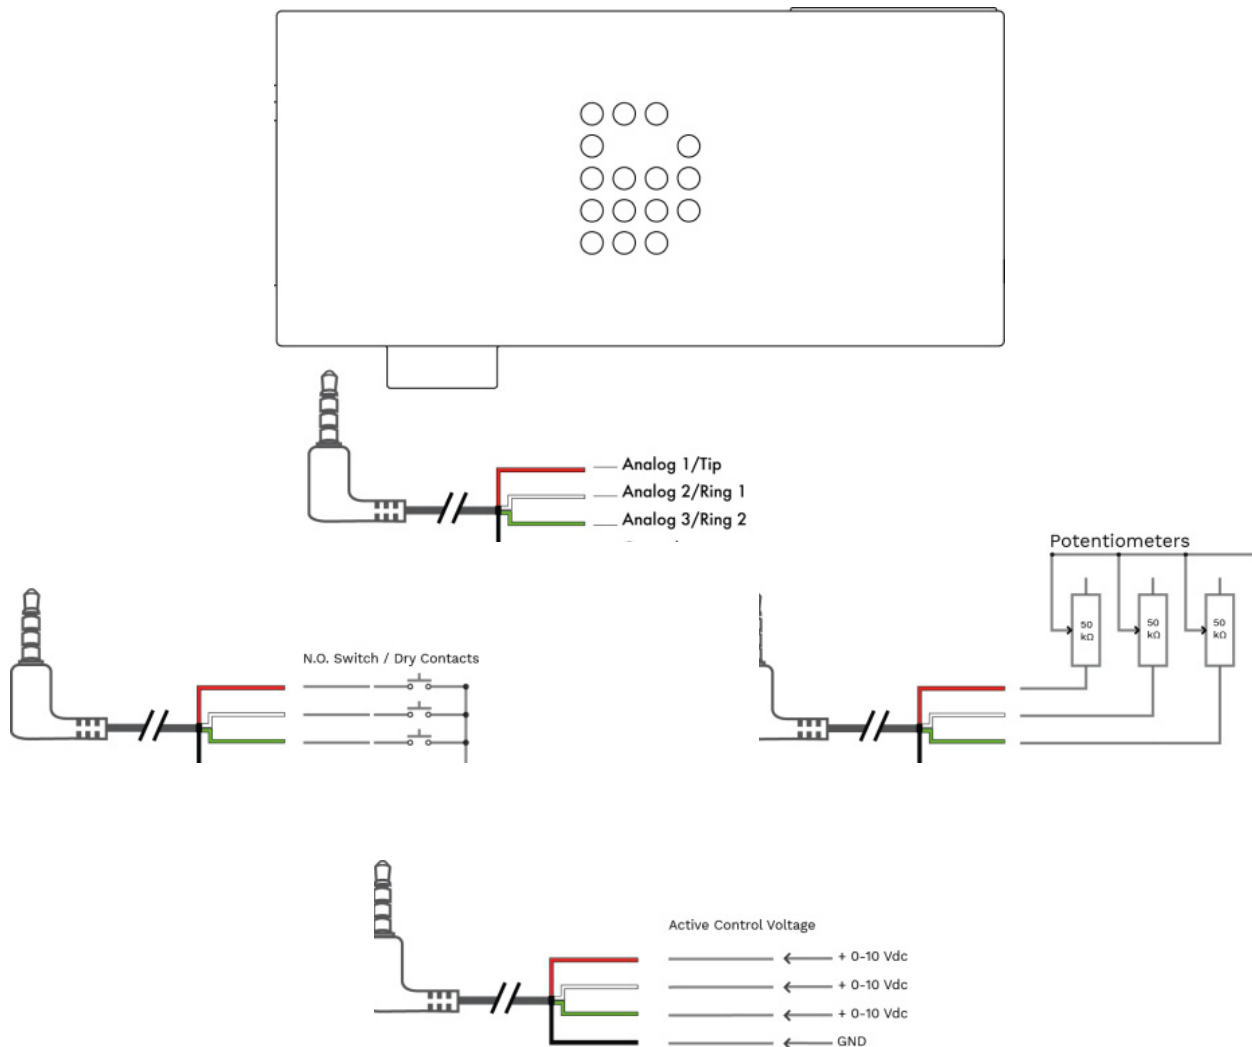 Analog 1/Tip
Analog 2/Ring 1
Analog 3/Ring 2
Potentiometers
50
kΩ
50
kΩ
50
kΩ
N.O. Switch / Dry Contacts
Active Control Voltage
+ 0-10 Vdc
+ 0-10 Vdc
+ 0-10 Vdc
GND